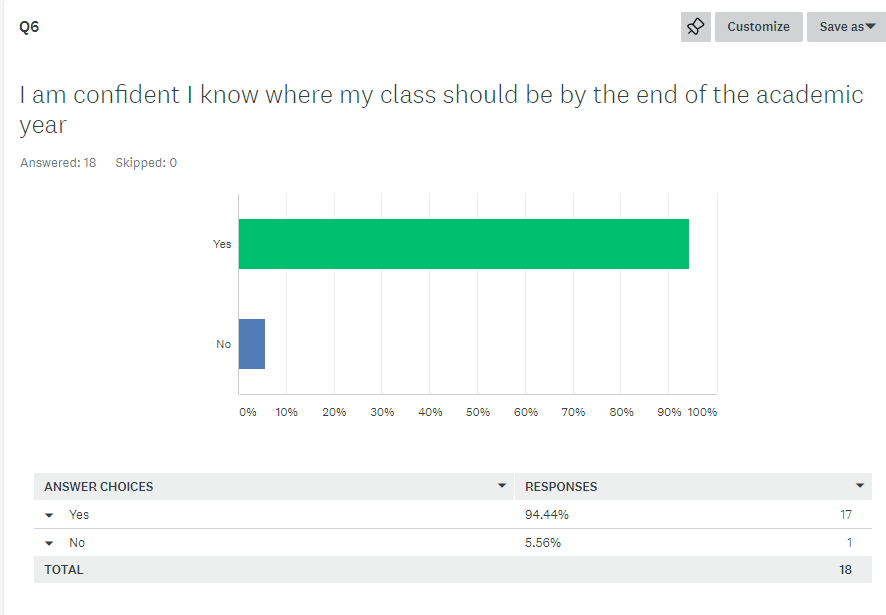 Q6
Customize
Save as
I am confident I know where my class should be by the end of the academic
year
Answered: 18 Skipped: 0
Yes
No
0% 10% 20% 30% 40% 50% 60% 70% 80% 90% 100%
ANSWER CHOICES RESPONSES
Yes 94.44% 17
No 5.56% 1
TOTAL 18